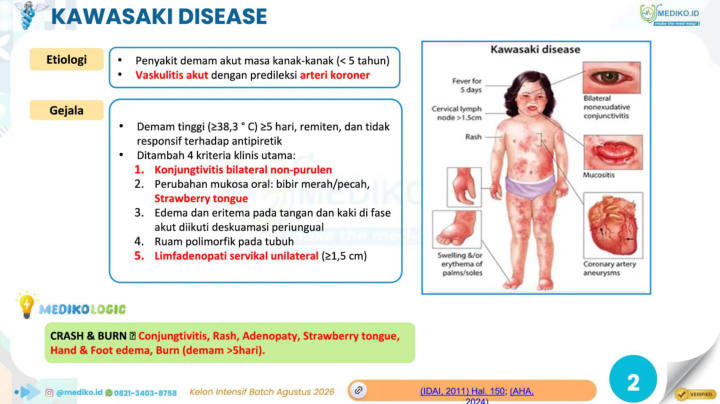 KAWASAKI DISEASE
MEDIKO.ID
Etiologi
• Penyakit demam akut masa kanak-kanak (< 5 tahun)
• Vaskulitis akut dengan predileksi arteri koroner
Gejala
• Demam tinggi (≥38,3 ° C) ≥5 hari, remiten, dan tidak
responsif terhadap antipiretik
• Ditambah 4 kriteria klinis utama:
1. Konjungtivitis bilateral non-purulen
2. Perubahan mukosa oral: bibir merah/pecah,
Strawberry tongue
3. Edema dan eritema pada tangan dan kaki di fase
akut diikuti deskuamasi periungual
4. Ruam polimorfik pada tubuh
5. Limfadenopati servikal unilateral (≥1,5 cm)
Kawasaki disease
Fever for
5 days
Cervical lymph
node >1.5cm
Rash
Swelling &/or
erythema of
palms/soles
Bilateral
nonexudative
conjunctivitis
Mucositis
Coronary artery
aneurysms
MEDIKOLOGIC
CRASH & BURN ⍰ Conjungtivitis, Rash, Adenopaty, Strawberry tongue,
Hand & Foot edema, Burn (demam >5hari).
@mediko.id 0821-3403-8758 Kelon Intensif Batch Agustus 2026
(IDAI, 2011) Hal. 150; (AHA,
2024)
2
VERIFIED